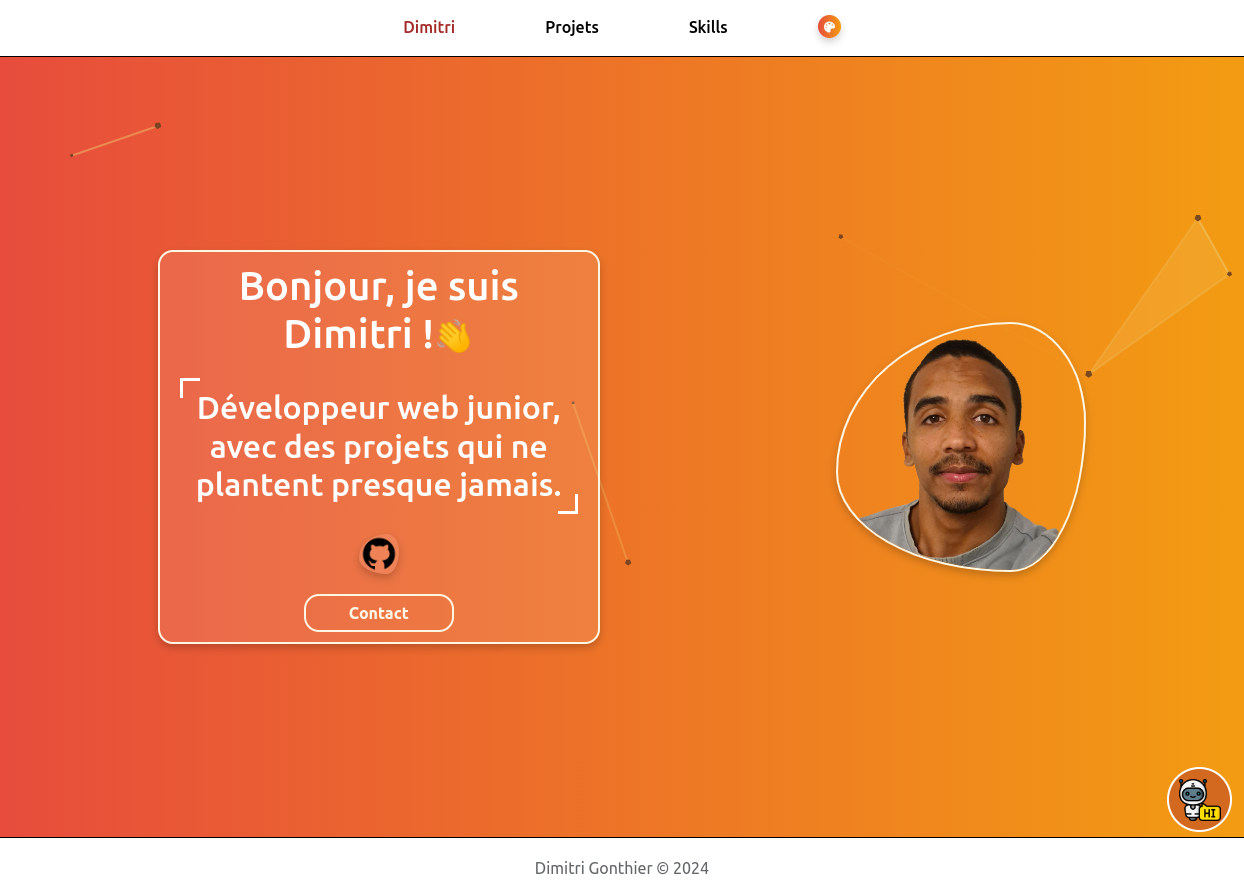 Dimitri
Projets
Skills
Bonjour, je suis
Dimitri !👋
Développeur web junior,
avec des projets qui ne
plantent presque jamais.
Contact
HI
Dimitri Gonthier © 2024